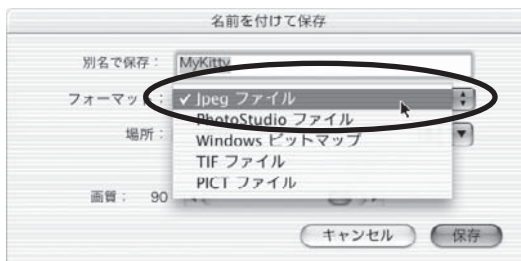 名前を付けて保存
別名で保存： MyKitty
フォーマット： ✓ Jpeg ファイル
PhotoStudio ファイル
場所：
Windows ビットマップ
TIF ファイル
PICT ファイル
画質： 90
キャンセル 保存